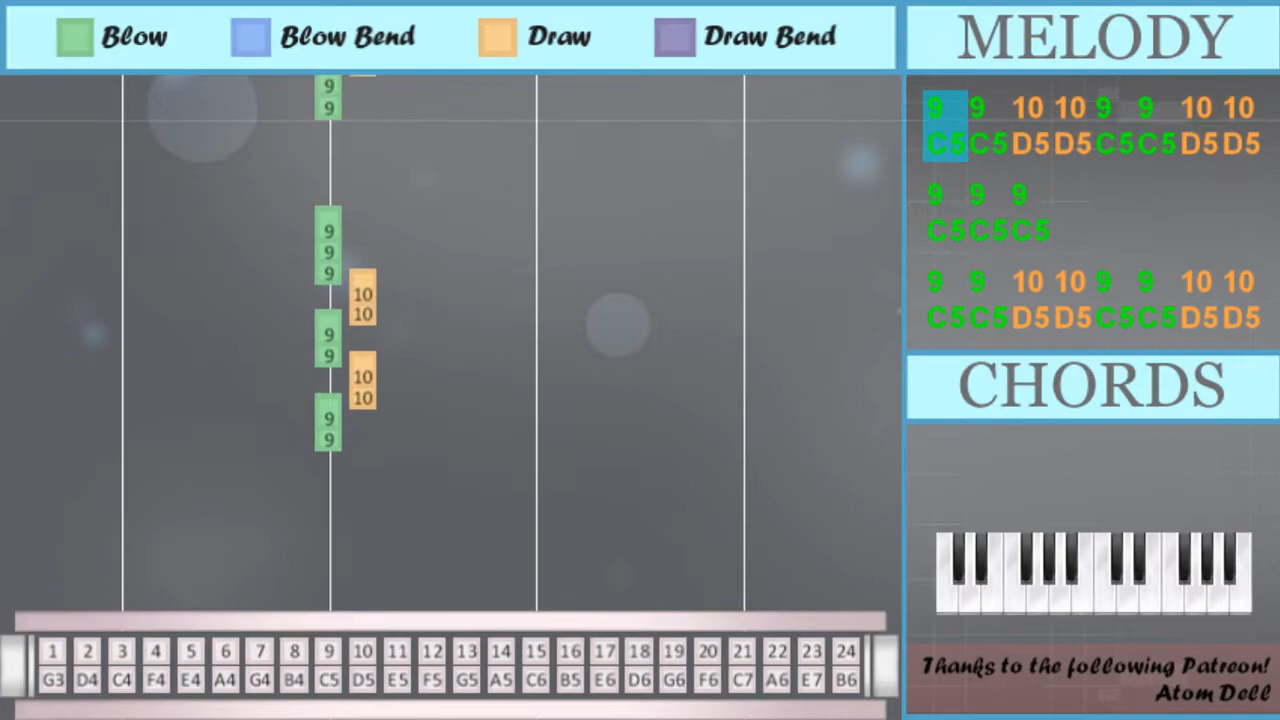 Blow Blow Bend Draw Draw Bend
9
9
9
9
9
10
10
9
9
10
10
9
9
1 2 3 4 5 6 7 8 9 10 11 12 13 14 15 16 17 18 19 20 21 22 23 24
G3 D4 C4 F4 E4 A4 G4 B4 C5 D5 E5 F5 G5 A5 C6 B5 E6 D6 G6 F6 C7 A6 E7 B6
MELODY
9 9 10 10 9 9 10 10
C5 C5 D5 D5 C5 C5 D5 D5
9 9 9
C5 C5 C5
9 9 10 10 9 9 10 10
C5 C5 D5 D5 C5 C5 D5 D5
CHORDS
Thanks to the following Patreon!
Atom Dell